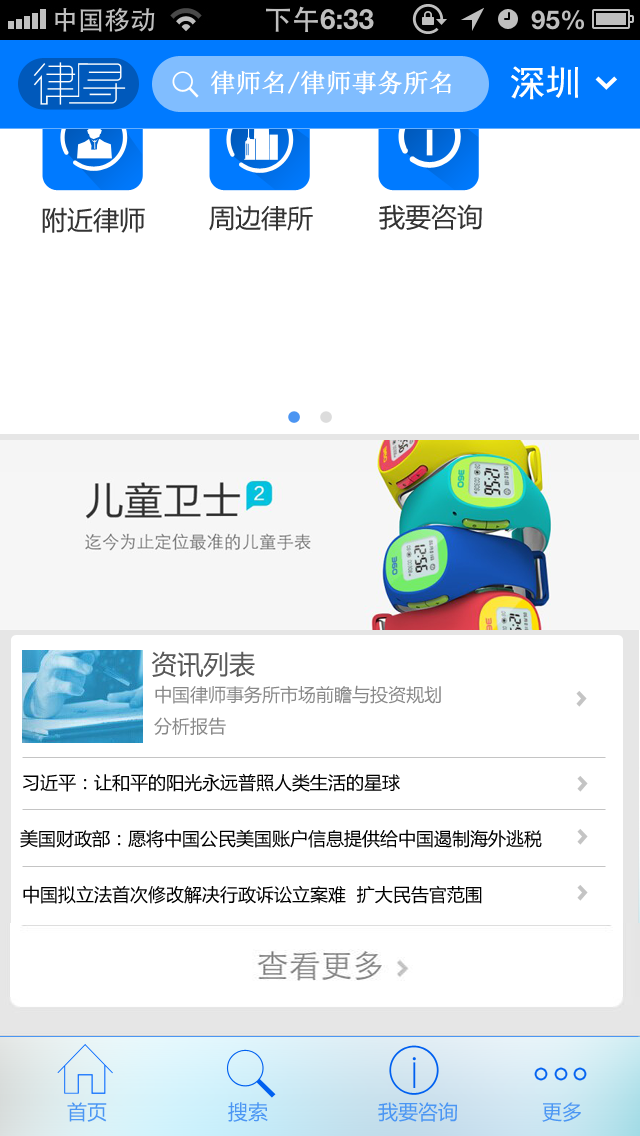 中国移动 下午6:33 95%
律寻 律师名/律师事务所名 深圳
附近律师 周边律所 我要咨询
儿童卫士 2
迄今为止定位最准的儿童手表
360 12:56
360 12:56
资讯列表
中国律师事务所市场前瞻与投资规划
分析报告
习近平：让和平的阳光永远普照人类生活的星球
美国财政部：愿将中国公民美国账户信息提供给中国遏制海外逃税
中国拟立法首次修改解决行政诉讼立案难 扩大民告官范围
查看更多
首页 搜索 我要咨询 更多